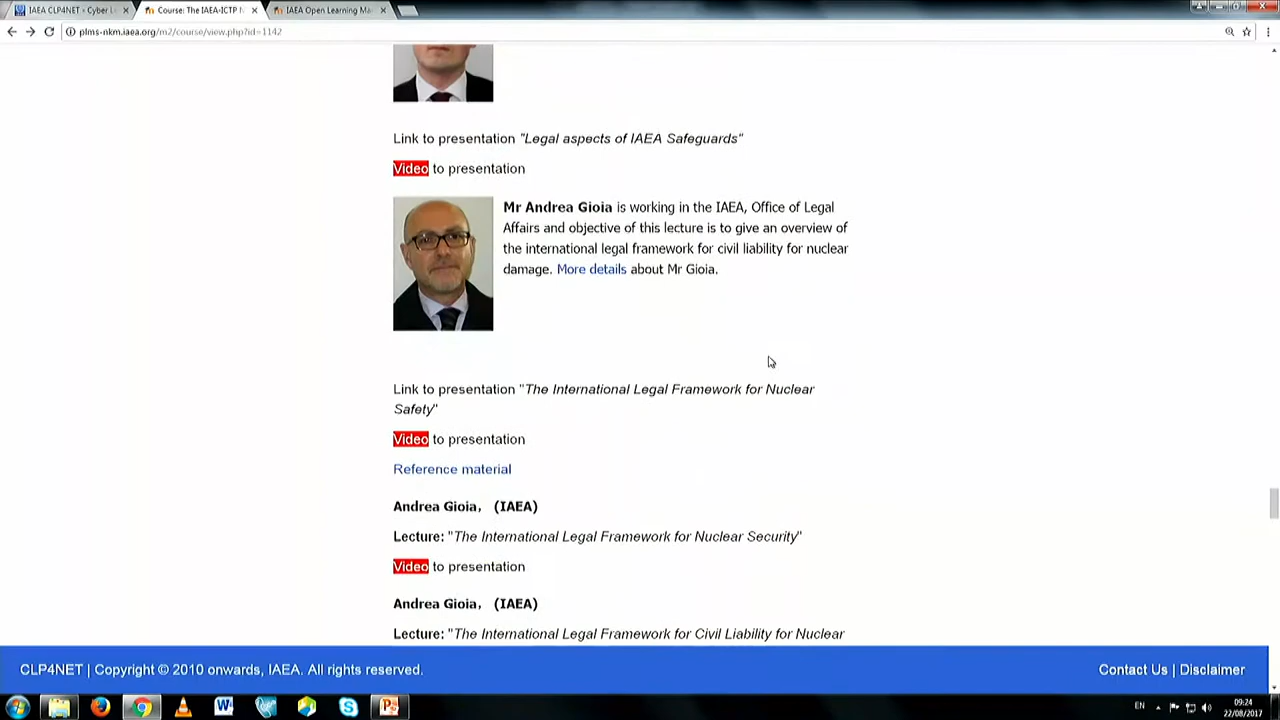 IAEA CLP4NET - Cyber L
Course: The IAEA-ICTP
IAEA Open Learning Ma
plms-nkm.iaea.org/m2/course/view.php?id=1142
Link to presentation "Legal aspects of IAEA Safeguards"
Video to presentation
Mr Andrea Gioia is working in the IAEA, Office of Legal
Affairs and objective of this lecture is to give an overview of
the international legal framework for civil liability for nuclear
damage. More details about Mr Gioia.
Link to presentation "The International Legal Framework for Nuclear
Safety"
Video to presentation
Reference material
Andrea Gioia, (IAEA)
Lecture: "The International Legal Framework for Nuclear Security"
Video to presentation
Andrea Gioia, (IAEA)
Lecture: "The International Legal Framework for Civil Liability for Nuclear
CLP4NET | Copyright © 2010 onwards, IAEA. All rights reserved.
Contact Us | Disclaimer
EN
09:24
22/08/2017